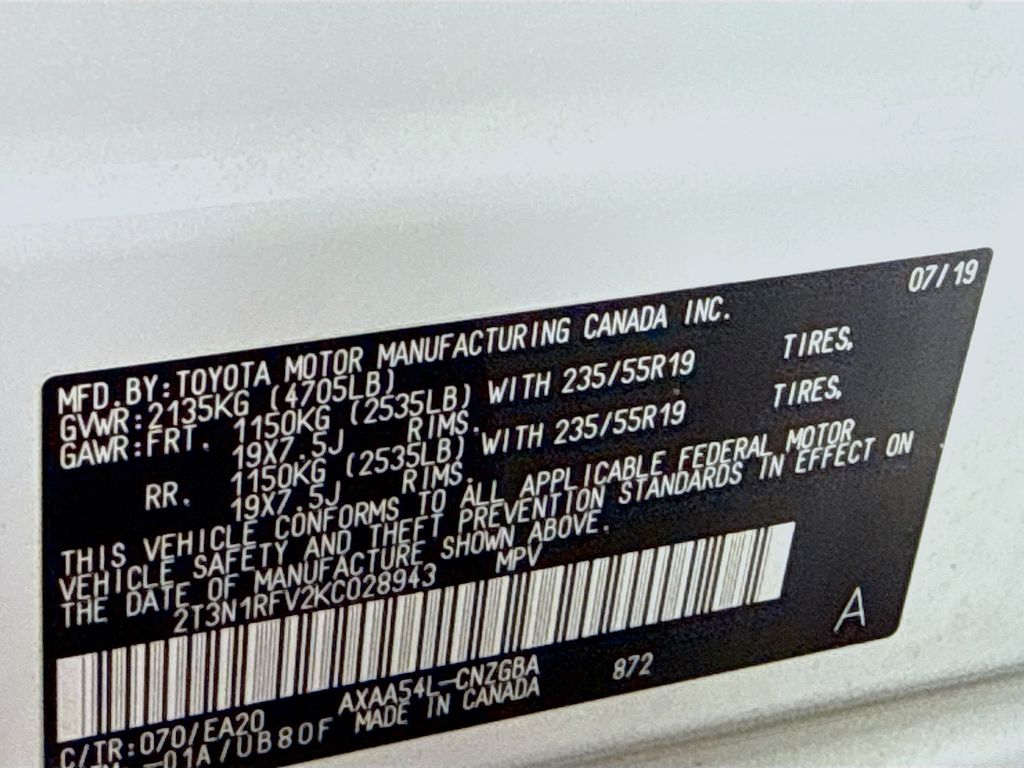 07/19
MFD. BY: TOYOTA MOTOR MANUFACTURING CANADA INC.
GVWR: 2135KG (4705LB)
GAWR: FRT. 1150KG (2535LB) WITH 235/55R19 TIRES,
19X7.5J RIMS.
RR. 1150KG (2535LB) WITH 235/55R19 TIRES,
19X7.5J RIMS.
THIS VEHICLE CONFORMS TO ALL APPLICABLE FEDERAL MOTOR
VEHICLE SAFETY AND THEFT PREVENTION STANDARDS IN EFFECT ON
THE DATE OF MANUFACTURE SHOWN ABOVE.
2T3N1RFV2KC028943 MPV
A
C/TR: 070/EA20 AXAA54L-CNZGBA 872
-01A/UB80F MADE IN CANADA